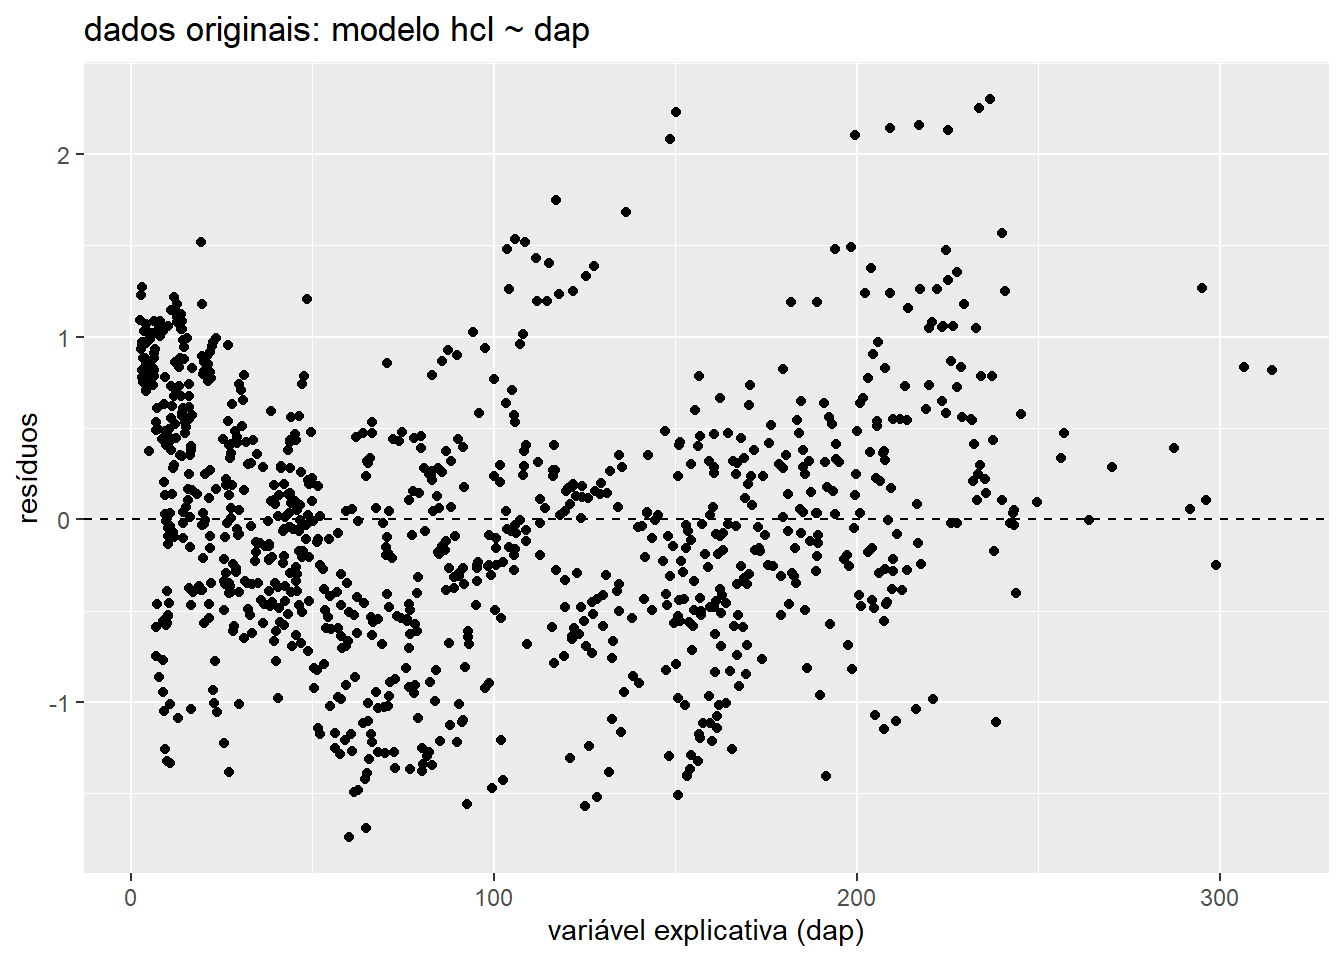 dados originais: modelo hcl ~ dap
resíduos
2
1
0
-1
0 100 200 300
variável explicativa (dap)